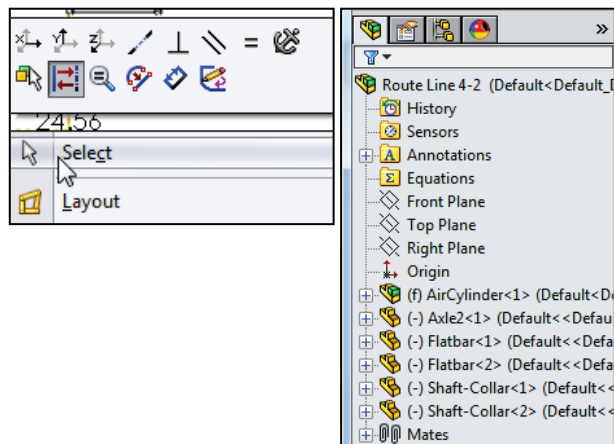 24.56
Select
Layout
»
Route Line 4-2 (Default<Default_D
History
Sensors
A Annotations
Σ Equations
Front Plane
Top Plane
Right Plane
Origin
(f) AirCylinder<1> (Default<De
(-) Axle2<1> (Default<<Defau
(-) Flatbar<1> (Default<<Defa
(-) Flatbar<2> (Default<<Defa
(-) Shaft-Collar<1> (Default<<
(-) Shaft-Collar<2> (Default<<
Mates